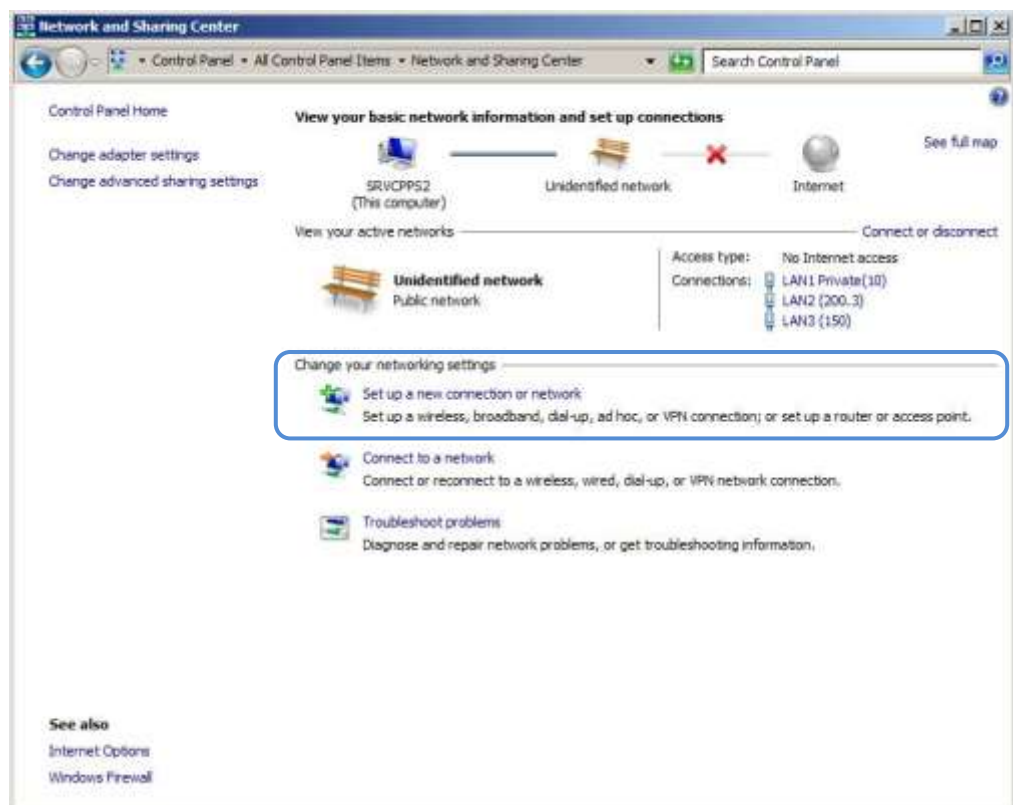 Network and Sharing Center
Control Panel • All Control Panel Items • Network and Sharing Center
Search Control Panel
Control Panel Home
Change adapter settings
Change advanced sharing settings
View your basic network information and set up connections
See full map
SRVCPPS2
(This computer)
Unidentified network
Internet
View your active networks
Connect or disconnect
Unidentified network
Public network
Access type: No Internet access
Connections: LAN1 Private(10)
LAN2 (200.3)
LAN3 (150)
Change your networking settings
Set up a new connection or network
Set up a wireless, broadband, dial-up, ad hoc, or VPN connection; or set up a router or access point.
Connect to a network
Connect or reconnect to a wireless, wired, dial-up, or VPN network connection.
Troubleshoot problems
Diagnose and repair network problems, or get troubleshooting information.
See also
Internet Options
Windows Firewall